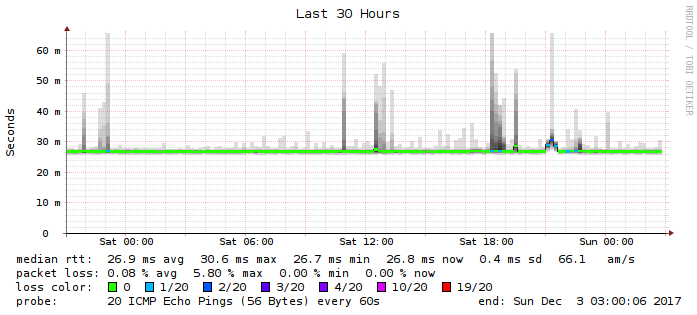 Last 30 Hours
RRDTOOL / TOBI OETIKER
Seconds
60 m
50 m
40 m
30 m
20 m
10 m
0
Sat 00:00 Sat 06:00 Sat 12:00 Sat 18:00 Sun 00:00
median rtt: 26.9 ms avg 30.6 ms max 26.7 ms min 26.8 ms now 0.4 ms sd 66.1 am/s
packet loss: 0.08 % avg 5.80 % max 0.00 % min 0.00 % now
loss color: 0 1/20 2/20 3/20 4/20 10/20 19/20
probe: 20 ICMP Echo Pings (56 Bytes) every 60s end: Sun Dec 3 03:00:06 2017